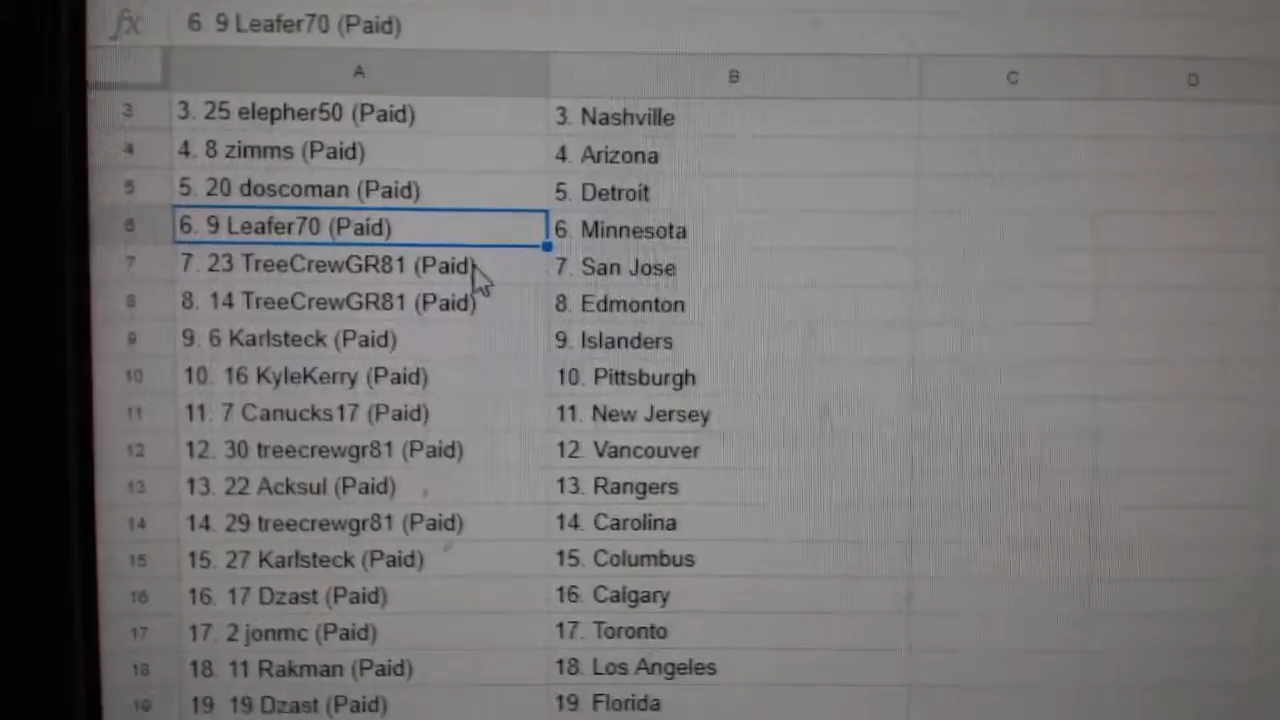 fx 6 9 Leafer70 (Paid)
A B C D
3 3. 25 elepher50 (Paid) 3. Nashville
4 4. 8 zimms (Paid) 4. Arizona
5 5. 20 doscoman (Paid) 5. Detroit
6 6. 9 Leafer70 (Paid) 6. Minnesota
7 7. 23 TreeCrewGR81 (Paid) 7. San Jose
8 8. 14 TreeCrewGR81 (Paid) 8. Edmonton
9 9. 6 Karlsteck (Paid) 9. Islanders
10 10. 16 KyleKerry (Paid) 10. Pittsburgh
11 11. 7 Canucks17 (Paid) 11. New Jersey
12 12. 30 treecrewgr81 (Paid) 12. Vancouver
13 13. 22 Acksul (Paid) 13. Rangers
14 14. 29 treecrewgr81 (Paid) 14. Carolina
15 15. 27 Karlsteck (Paid) 15. Columbus
16 16. 17 Dzast (Paid) 16. Calgary
17 17. 2 jonmc (Paid) 17. Toronto
18 18. 11 Rakman (Paid) 18. Los Angeles
19 19 19 Dzast (Paid) 19 Florida